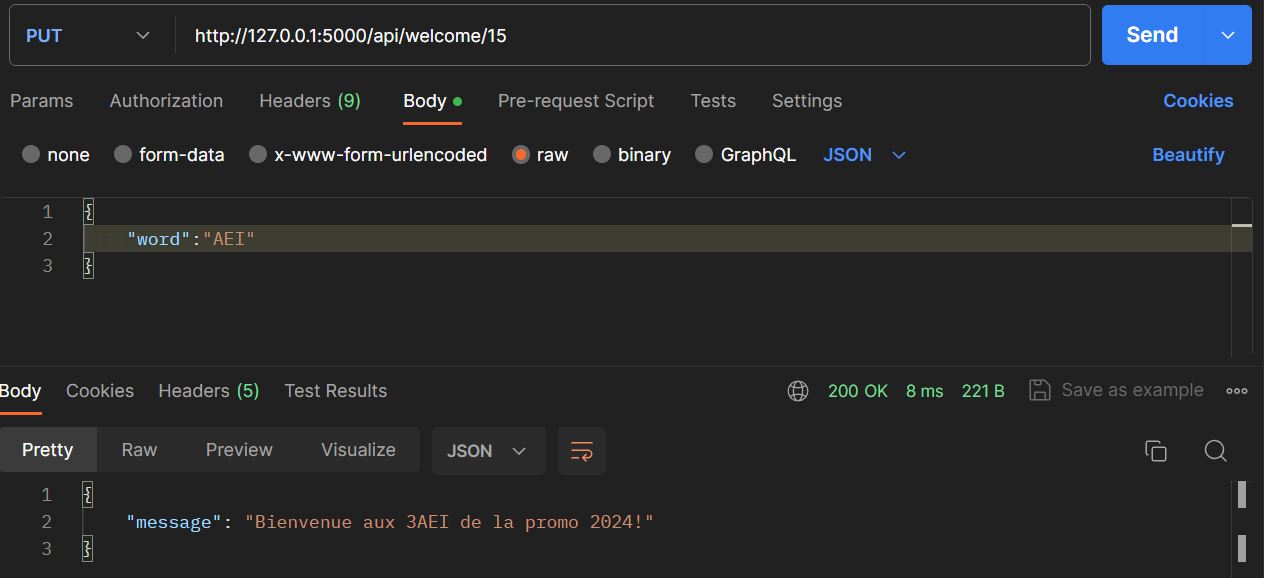 PUT http://127.0.0.1:5000/api/welcome/15 Send
Params Authorization Headers (9) Body Pre-request Script Tests Settings Cookies
none form-data x-www-form-urlencoded raw binary GraphQL JSON Beautify
1 {
2 "word":"AEI"
3 }
Body Cookies Headers (5) Test Results 200 OK 8 ms 221 B Save as example
Pretty Raw Preview Visualize JSON
1 {
2 "message": "Bienvenue aux 3AEI de la promo 2024!"
3 }